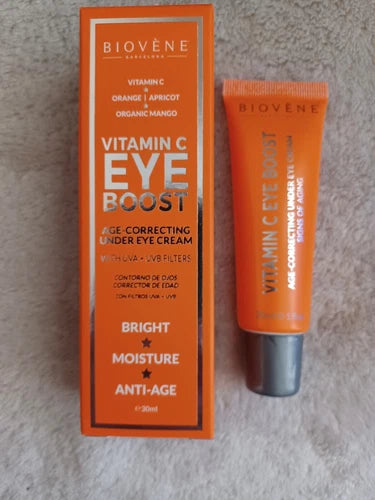 BIOVÈNE
BARCELONA
VITAMIN C
&
ORANGE | APRICOT
&
ORGANIC MANGO
VITAMIN C
EYE
BOOST
AGE-CORRECTING
UNDER EYE CREAM
WITH UVA + UVB FILTERS
CONTORNO DE OJOS
CORRECTOR DE EDAD
CON FILTROS UVA + UVB
BRIGHT
MOISTURE
ANTI-AGE
℮30ml
BIOVÈNE
VITAMIN C EYE BOOST
AGE-CORRECTING UNDER EYE CREAM
SIGNS OF AGING